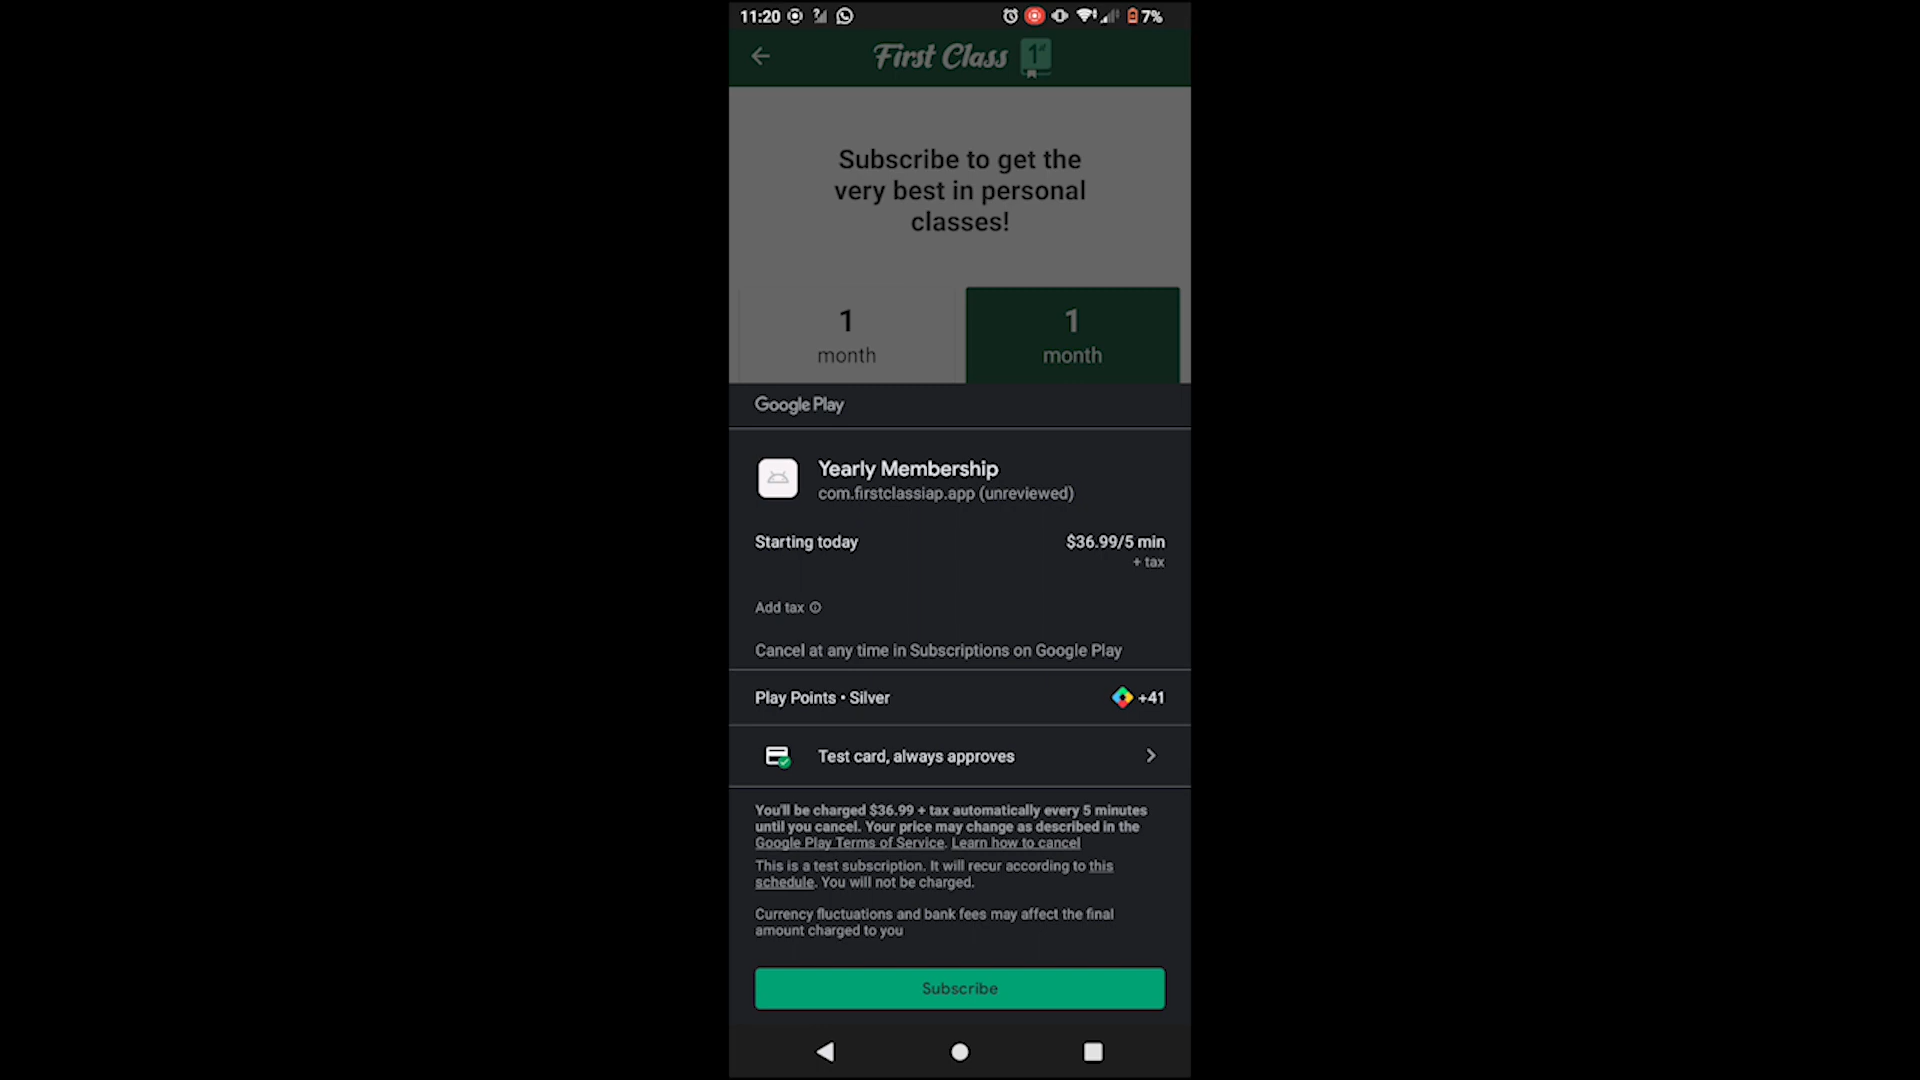 11:20
7%
First Class 1st
Subscribe to get the
very best in personal
classes!
1
month
1
month
Google Play
Yearly Membership
com.firstclassiap.app (unreviewed)
Starting today
$36.99/5 min
+ tax
Add tax
Cancel at any time in Subscriptions on Google Play
Play Points • Silver
+41
Test card, always approves
You'll be charged $36.99 + tax automatically every 5 minutes
until you cancel. Your price may change as described in the
Google Play Terms of Service. Learn how to cancel
This is a test subscription. It will recur according to this
schedule. You will not be charged.
Currency fluctuations and bank fees may affect the final
amount charged to you
Subscribe